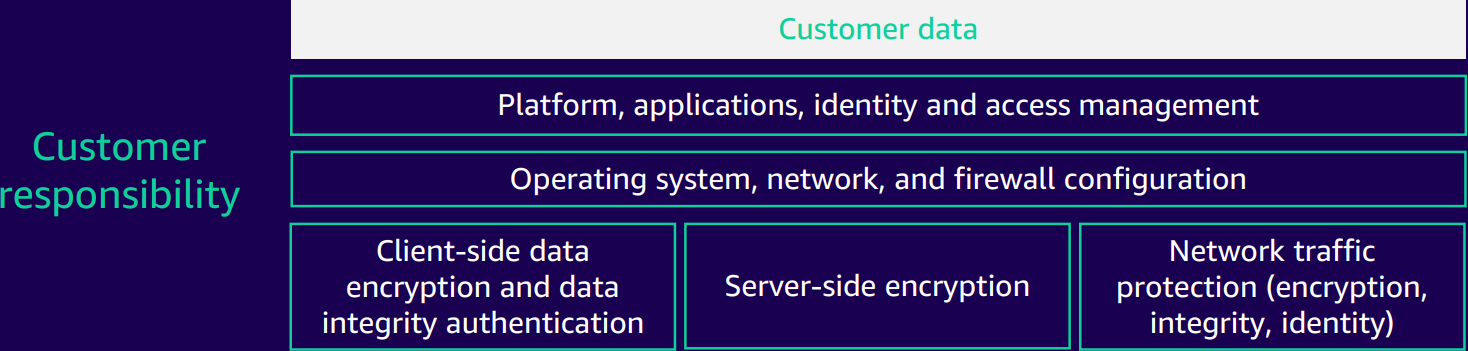 Customer data
Platform, applications, identity and access management
Customer
responsibility
Operating system, network, and firewall configuration
Client-side data
encryption and data
integrity authentication
Server-side encryption
Network traffic
protection (encryption,
integrity, identity)